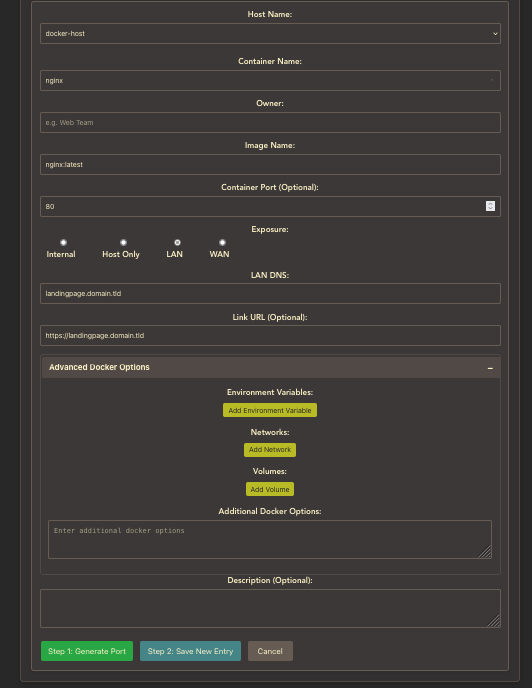 Host Name:
docker-host
Container Name:
nginx
Owner:
e.g. Web Team
Image Name:
nginx:latest
Container Port (Optional):
80
Exposure:
Internal Host Only LAN WAN
LAN DNS:
landingpage.domain.tld
Link URL (Optional):
https://landingpage.domain.tld
Advanced Docker Options −
Environment Variables:
Add Environment Variable
Networks:
Add Network
Volumes:
Add Volume
Additional Docker Options:
Enter additional docker options
Description (Optional):
Step 1: Generate Port Step 2: Save New Entry Cancel